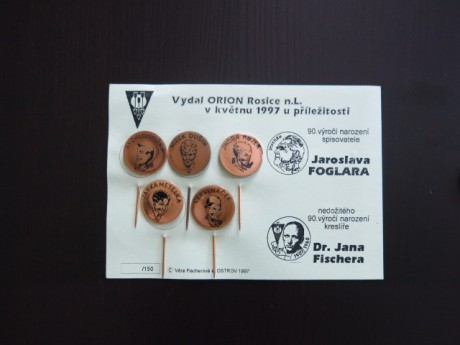 Vydal ORION Rosice n.L.
v květnu 1997 u příležitosti
90.výročí narození
spisovatele
Jaroslava
FOGLARA
nedožitého
90.výročí narození
kreslíře
Dr. Jana
Fischera
/150
© Věra Fischerová
OSTROV 1997